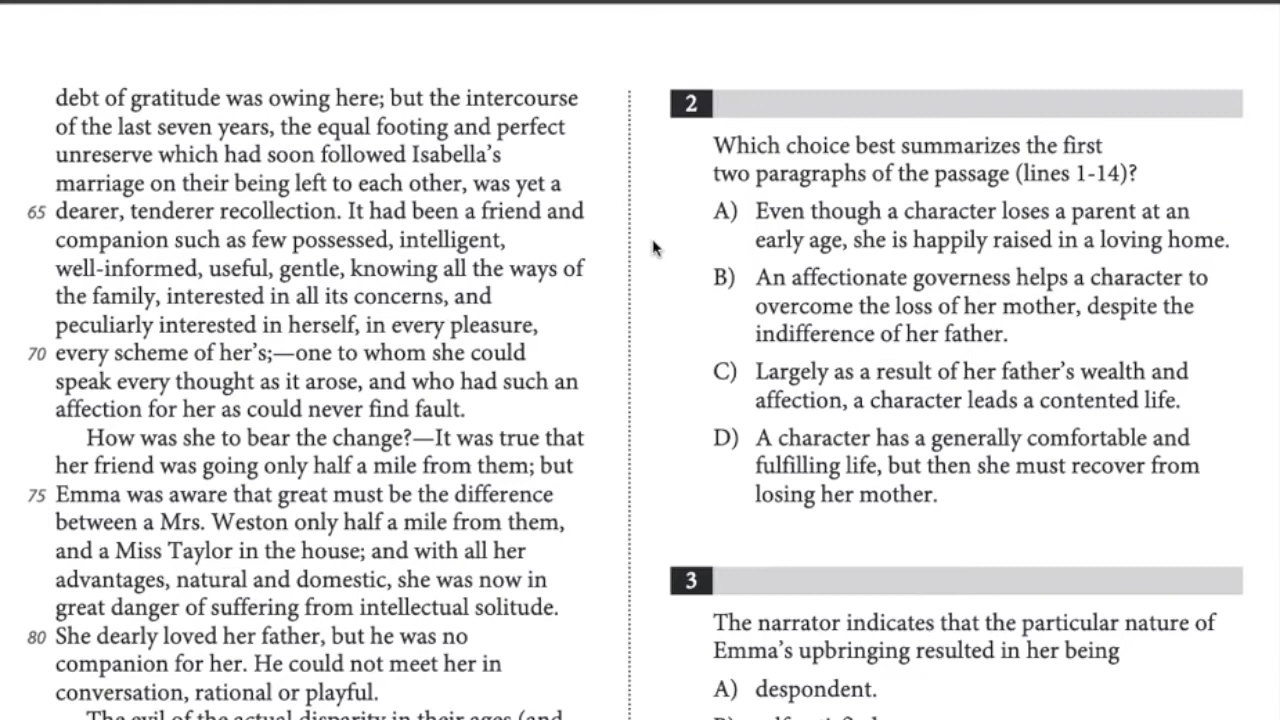 debt of gratitude was owing here; but the intercourse
of the last seven years, the equal footing and perfect
unreserve which had soon followed Isabella’s
marriage on their being left to each other, was yet a
65 dearer, tenderer recollection. It had been a friend and
companion such as few possessed, intelligent,
well-informed, useful, gentle, knowing all the ways of
the family, interested in all its concerns, and
peculiarly interested in herself, in every pleasure,
70 every scheme of her’s;—one to whom she could
speak every thought as it arose, and who had such an
affection for her as could never find fault.
How was she to bear the change?—It was true that
her friend was going only half a mile from them; but
75 Emma was aware that great must be the difference
between a Mrs. Weston only half a mile from them,
and a Miss Taylor in the house; and with all her
advantages, natural and domestic, she was now in
great danger of suffering from intellectual solitude.
80 She dearly loved her father, but he was no
companion for her. He could not meet her in
conversation, rational or playful.
The evil of the actual disparity in their ages (and
2
Which choice best summarizes the first
two paragraphs of the passage (lines 1-14)?
A) Even though a character loses a parent at an
early age, she is happily raised in a loving home.
B) An affectionate governess helps a character to
overcome the loss of her mother, despite the
indifference of her father.
C) Largely as a result of her father’s wealth and
affection, a character leads a contented life.
D) A character has a generally comfortable and
fulfilling life, but then she must recover from
losing her mother.
3
The narrator indicates that the particular nature of
Emma’s upbringing resulted in her being
A) despondent.